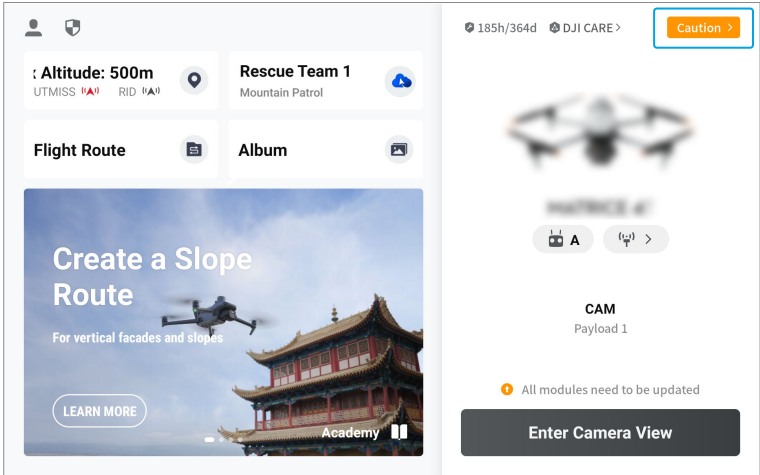 : Altitude: 500m
UTMISS RID
Rescue Team 1
Mountain Patrol
Flight Route
Album
Create a Slope
Route
For vertical facades and slopes
LEARN MORE
Academy
185h/364d DJI CARE >
Caution >
A
CAM
Payload 1
All modules need to be updated
Enter Camera View